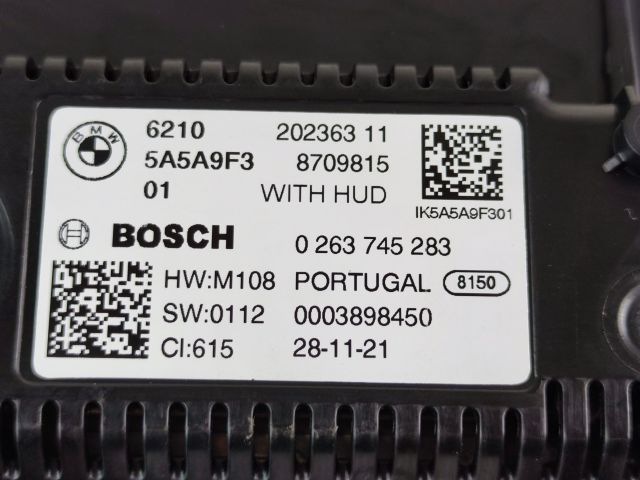 BMW
6210 202363 11
5A5A9F3 8709815
01 WITH HUD
IK5A5A9F301
BOSCH 0 263 745 283
HW:M108 PORTUGAL 8150
SW:0112 0003898450
CI:615 28-11-21